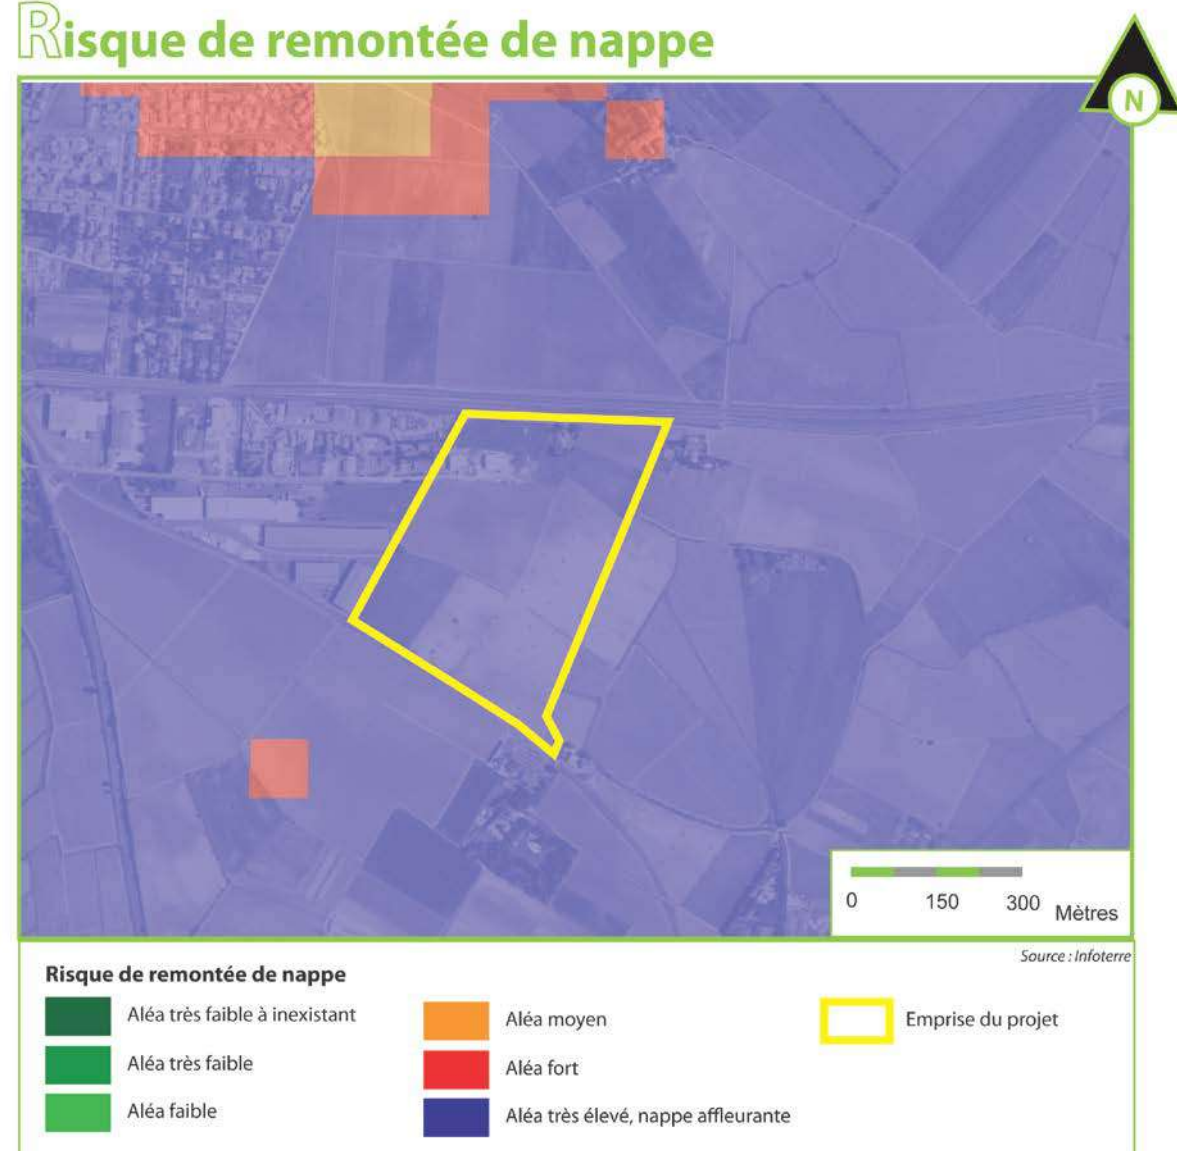 Risque de remontée de nappe
N
0 150 300 Mètres
Source : Infoterre
Risque de remontée de nappe
Aléa très faible à inexistant
Aléa très faible
Aléa faible
Aléa moyen
Aléa fort
Aléa très élevé, nappe affleurante
Emprise du projet